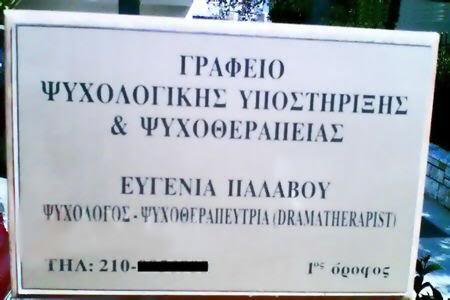 ΓΡΑΦΕΙΟ
ΨΥΧΟΛΟΓΙΚΗΣ ΥΠΟΣΤΗΡΙΞΗΣ
& ΨΥΧΟΘΕΡΑΠΕΙΑΣ
ΕΥΓΕΝΙΑ ΠΑΛΑΒΟΥ
ΨΥΧΟΛΟΓΟΣ - ΨΥΧΟΘΕΡΑΠΕΥΤΡΙΑ (DRAMATHERAPIST)
ΤΗΛ: 210- 1ος όροφος